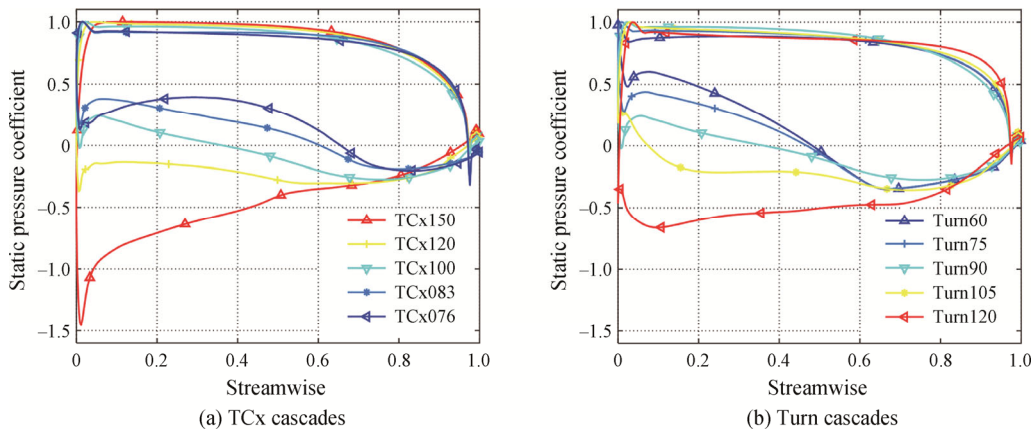 1.0
0.5
0
−0.5
−1.0
−1.5
Static pressure coefficient
TCx150
TCx120
TCx100
TCx083
TCx076
0 0.2 0.4 0.6 0.8 1.0
Streamwise
(a) TCx cascades
1.0
0.5
0
−0.5
−1.0
−1.5
Static pressure coefficient
Turn60
Turn75
Turn90
Turn105
Turn120
0 0.2 0.4 0.6 0.8 1.0
Streamwise
(b) Turn cascades